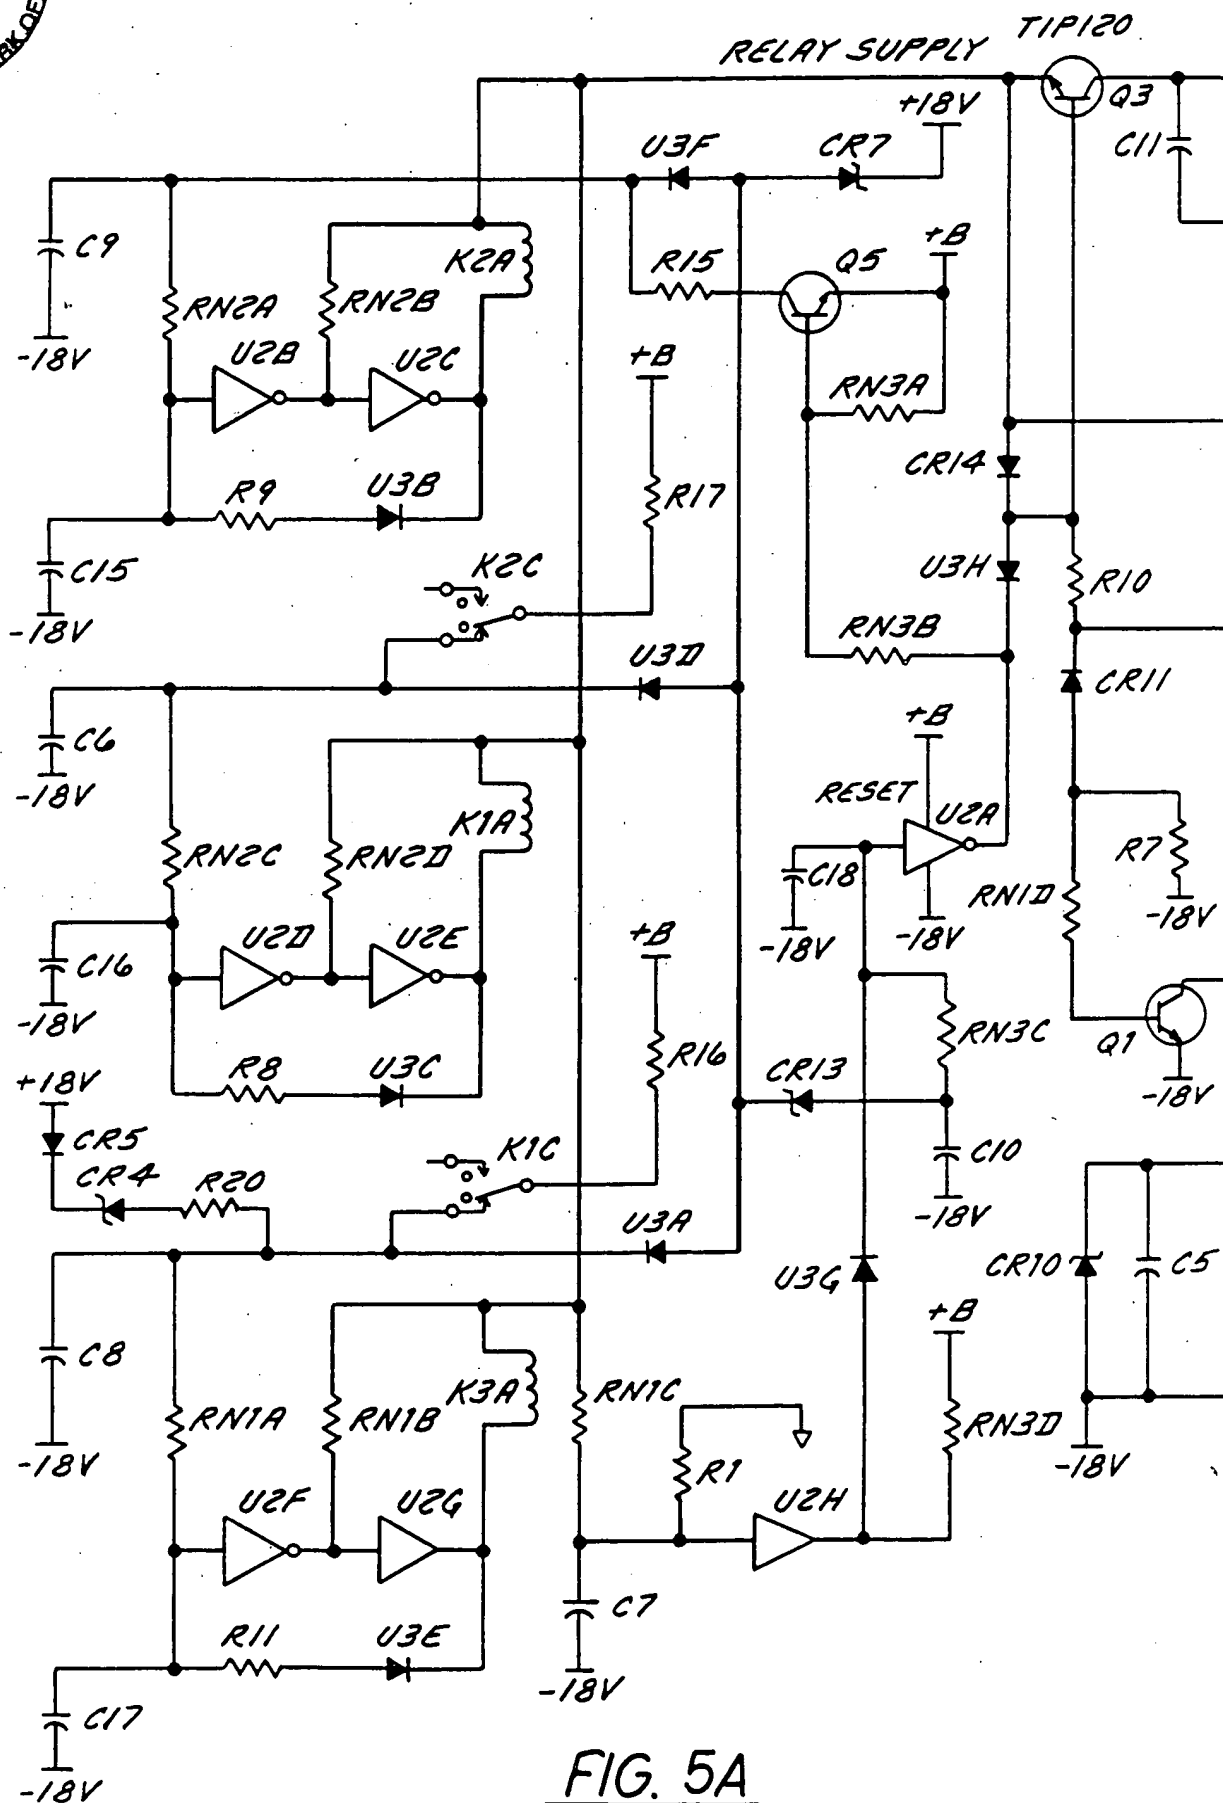 TIP120
RELAY SUPPLY
Q3
+18V
C11
U3F
CR7
C9
K2A
R15
Q5
+B
RN2A
RN2B
-18V
U2B
U2C
+B
RN3A
CR14
R9
U3B
R17
C15
K2C
U3H
R10
-18V
RN3B
U3D
CR11
C6
+B
-18V
RESET
U2A
K1A
RN2C
RN2D
C18
R7
RN1D
-18V
-18V
-18V
U2D
U2E
+B
C16
-18V
RN3C
Q1
R8
U3C
R16
CR13
+18V
-18V
CR5
K1C
C10
CR4
R20
-18V
U3A
CR10
C5
U3G
+B
C8
K3A
RN1C
RN1A
RN1B
RN3D
-18V
R1
-18V
U2F
U2G
U2H
C7
R11
U3E
-18V
C17
-18V
FIG. 5A